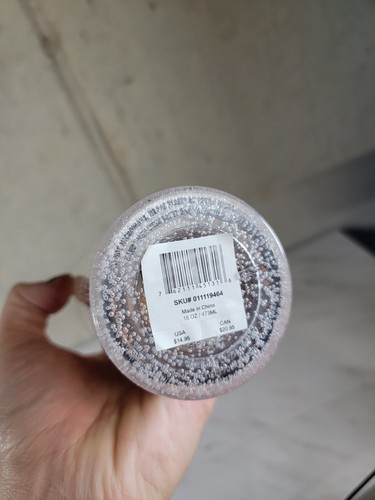 SKU# 011119464
Made in China
16 OZ / 473ML
USA CAN
$14.95 $20.95